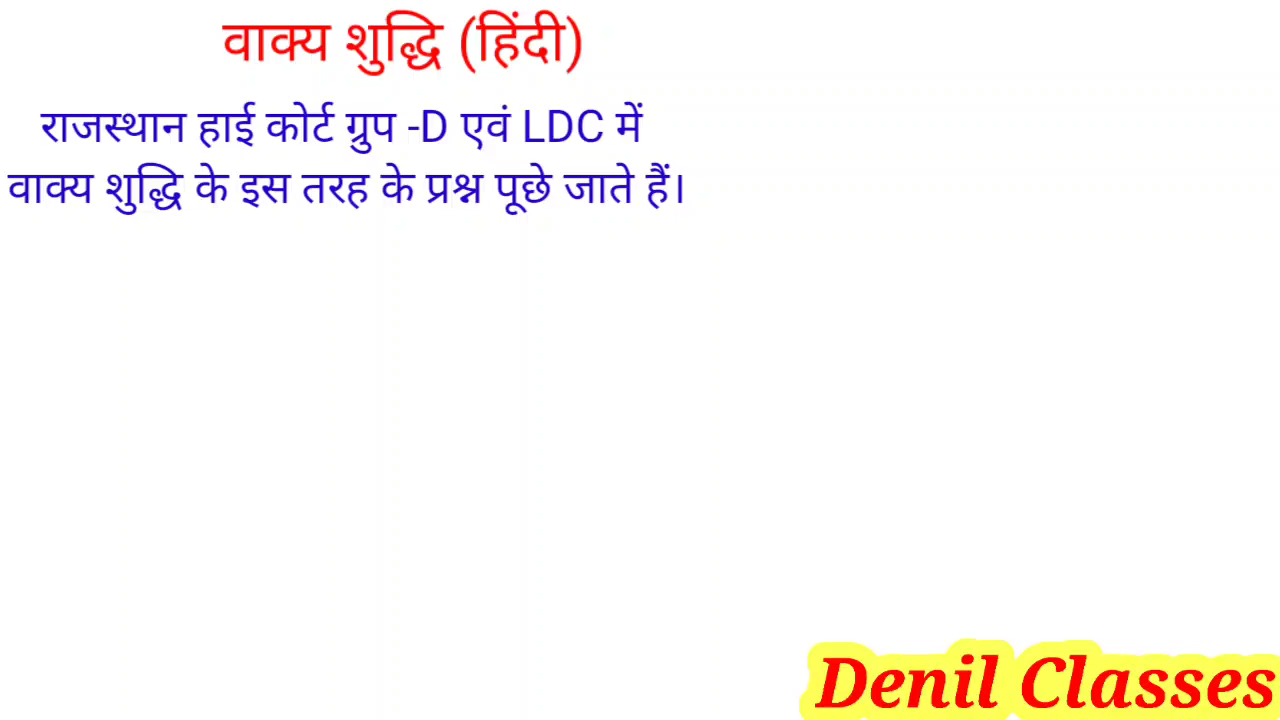 वाक्य शुद्धि (हिंदी)
राजस्थान हाई कोर्ट ग्रुप -D एवं LDC में
वाक्य शुद्धि के इस तरह के प्रश्न पूछे जाते हैं।
Denil Classes